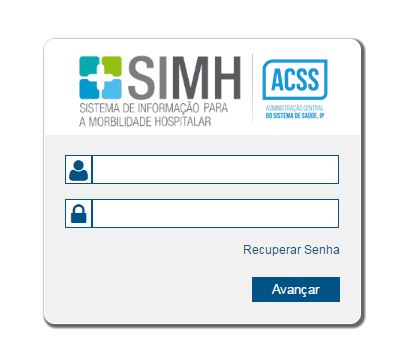 SIMH
SISTEMA DE INFORMAÇÃO PARA
A MORBILIDADE HOSPITALAR
ACSS
ADMINISTRAÇÃO CENTRAL
DO SISTEMA DE SAÚDE, IP
Recuperar Senha
Avançar